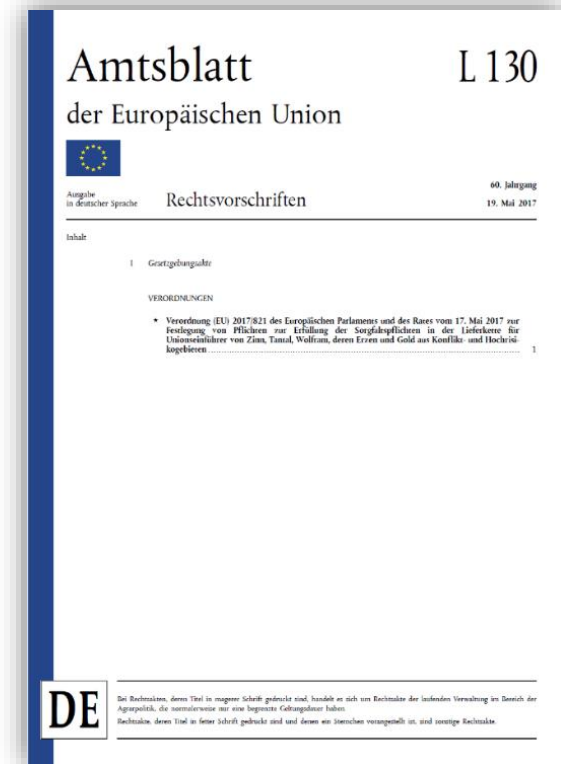 Amtsblatt L 130
der Europäischen Union
Ausgabe
in deutscher Sprache
Rechtsvorschriften
60. Jahrgang
19. Mai 2017
Inhalt
I Gesetzgebungsakte
VERORDNUNGEN
★ Verordnung (EU) 2017/821 des Europäischen Parlaments und des Rates vom 17. Mai 2017 zur
Festlegung von Pflichten zur Erfüllung der Sorgfaltspflichten in der Lieferkette für
Unionseinführer von Zinn, Tantal, Wolfram, deren Erzen und Gold aus Konflikt- und Hochrisi-
kogebieten 1
DE
Bei Rechtsakten, deren Titel in magerer Schrift gedruckt sind, handelt es sich um Rechtsakte der laufenden Verwaltung im Bereich der
Agrarpolitik, die normalerweise nur eine begrenzte Geltungsdauer haben.
Rechtsakte, deren Titel in fetter Schrift gedruckt sind und denen ein Sternchen vorangestellt ist, sind sonstige Rechtsakte.